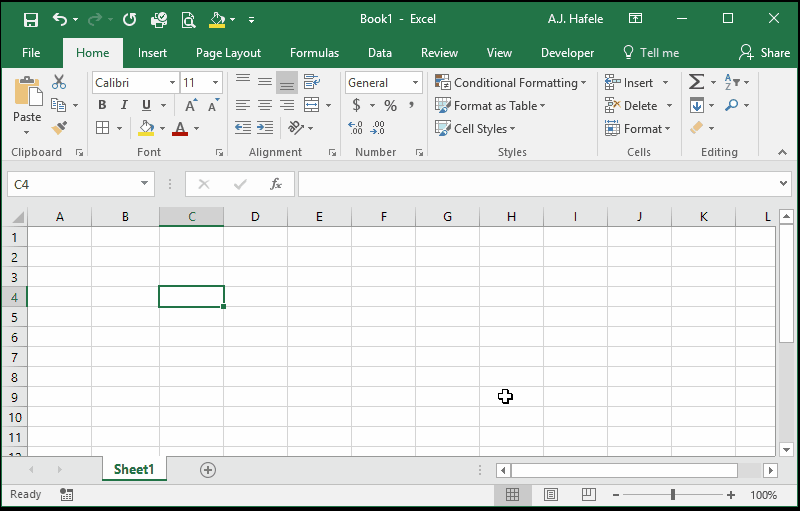 Book1 - Excel
A.J. Hafele
File Home Insert Page Layout Formulas Data Review View Developer Tell me Share
Calibri 11 General Conditional Formatting Insert
Paste B I U A A $ % , Format as Table Delete
A .00 .00 Cell Styles Format
Clipboard Font Alignment Number Styles Cells Editing
C4 fx
A B C D E F G H I J K L
1
2
3
4
5
6
7
8
9
10
11
Sheet1
Ready 100%